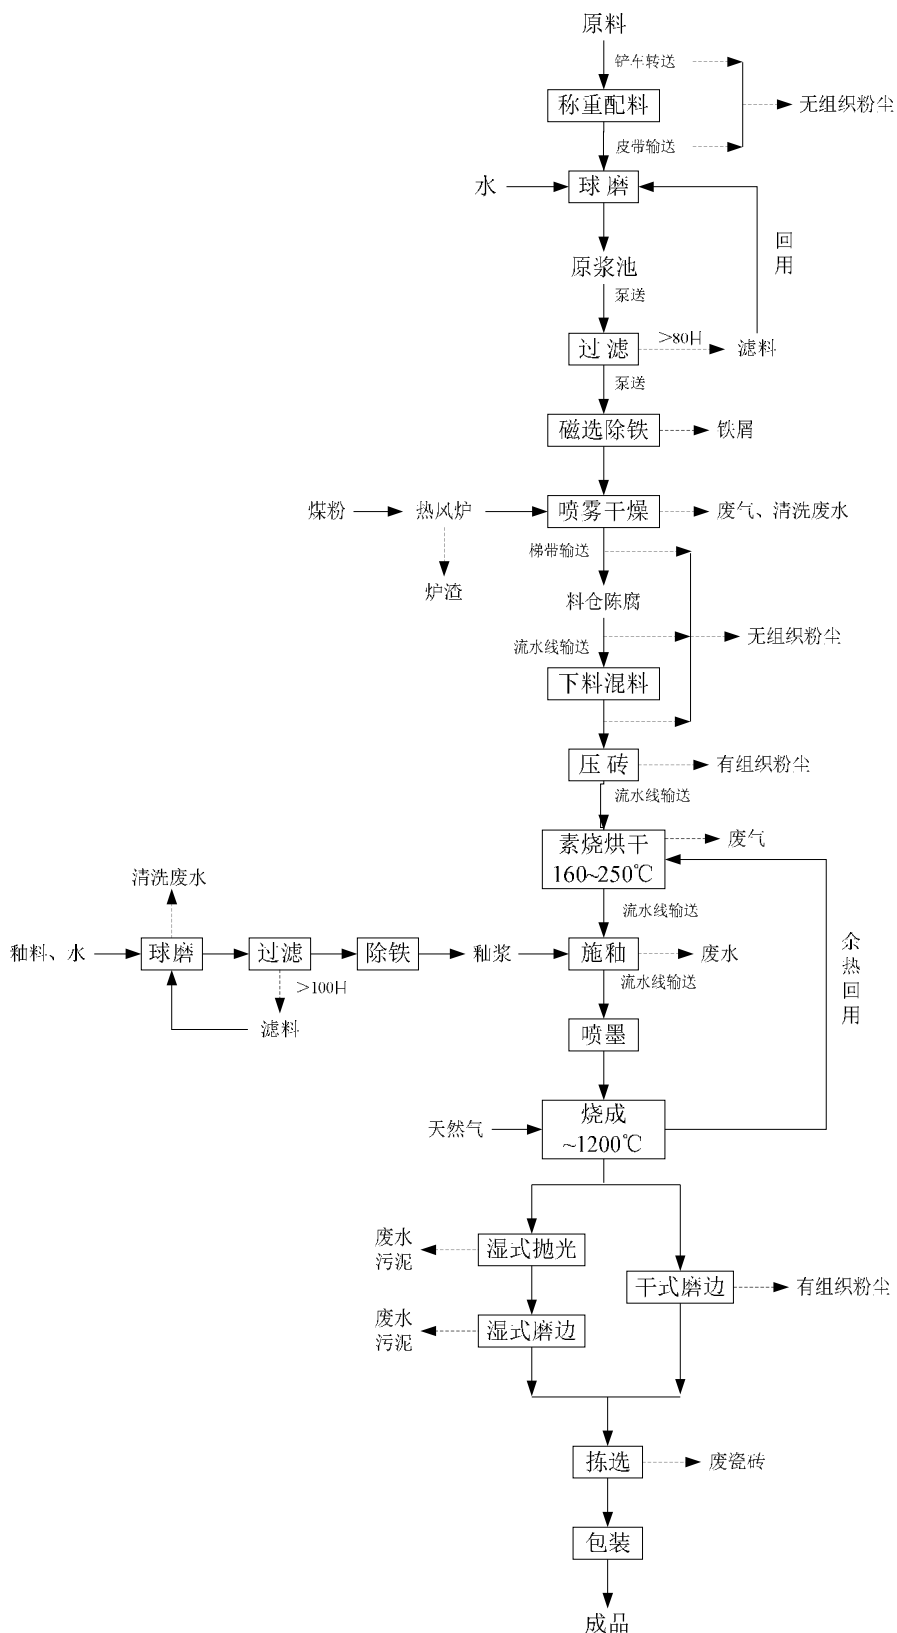 原料
铲车转送
称重配料
无组织粉尘
皮带输送
水
球磨
回
用
原浆池
泵送
过滤
>80目
滤料
泵送
磁选除铁
铁屑
煤粉
热风炉
喷雾干燥
废气、清洗废水
梯带输送
炉渣
料仓陈腐
流水线输送
无组织粉尘
下料混料
压砖
有组织粉尘
流水线输送
素烧烘干
160~250℃
废气
清洗废水
流水线输送
釉料、水
球磨
过滤
除铁
釉浆
施釉
废水
余
热
回
用
>100目
流水线输送
滤料
喷墨
天然气
烧成
~1200℃
废水
污泥
湿式抛光
干式磨边
有组织粉尘
废水
污泥
湿式磨边
拣选
废瓷砖
包装
成品